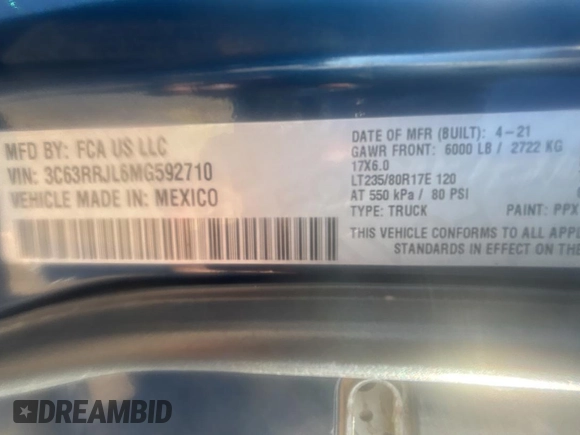 MFD BY: FCA US LLC
VIN: 3C63RRJL6MG592710
VEHICLE MADE IN: MEXICO
DATE OF MFR (BUILT): 4-21
GAWR FRONT: 6000 LB / 2722 KG
17X6.0
LT235/80R17E 120
AT 550 kPa / 80 PSI
TYPE: TRUCK PAINT: PPX
THIS VEHICLE CONFORMS TO ALL APPL
STANDARDS IN EFFECT ON THE
DREAMBID